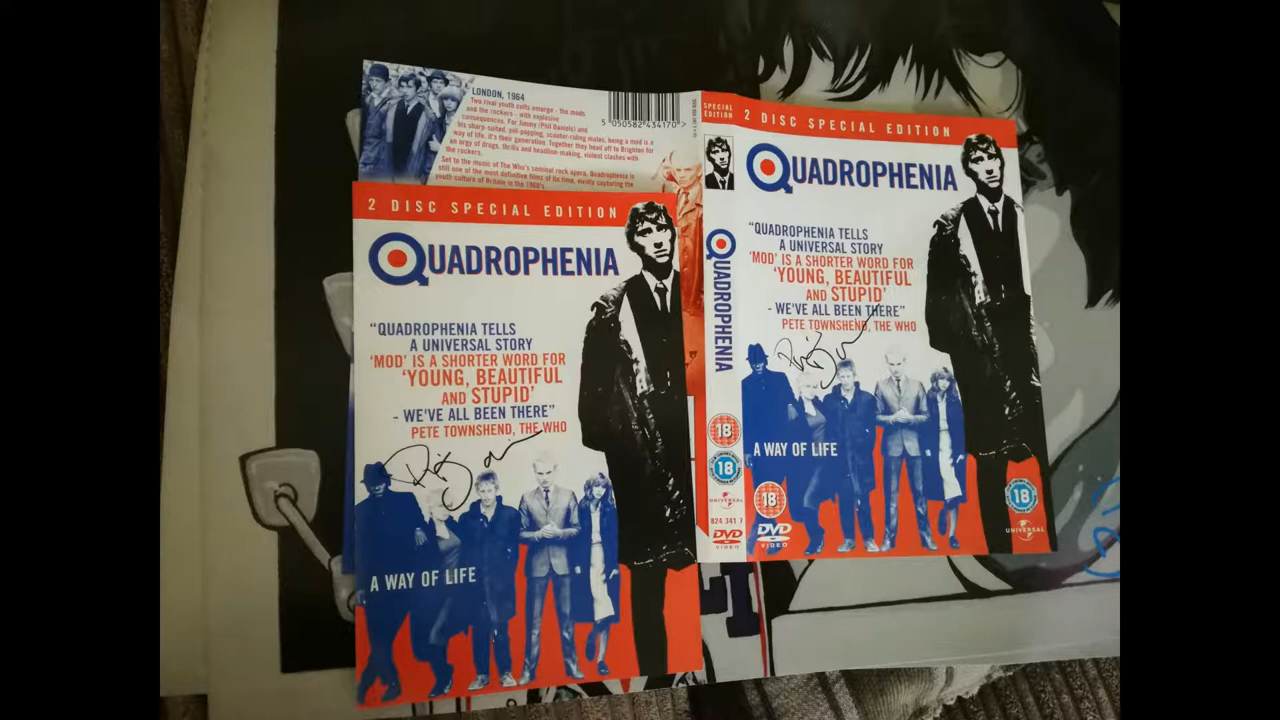 LONDON, 1964
Two rival youth cults emerge - the mods
and the rockers - with explosive
consequences. For Jimmy (Phil Daniels) and
his sharp-suited, pill-popping, scooter-riding mates, being a mod is a
way of life, it's their generation. Together they head off to Brighton for
an orgy of drugs, thrills and headline-making, violent clashes with
the rockers.
Set to the music of The Who's seminal rock opera, Quadrophenia is
still one of the most definitive films of its time, vividly capturing the
youth culture of Britain in the 1960's
5 050582 434170 >
2 DISC SPECIAL EDITION
QUADROPHENIA
"QUADROPHENIA TELLS
A UNIVERSAL STORY
'MOD' IS A SHORTER WORD FOR
'YOUNG, BEAUTIFUL
AND STUPID'
- WE'VE ALL BEEN THERE"
PETE TOWNSHEND, THE WHO
A WAY OF LIFE
SPECIAL
EDITION
QUADROPHENIA
18
18
UNIVERSAL
824 341 7
DVD
VIDEO
2 DISC SPECIAL EDITION
QUADROPHENIA
"QUADROPHENIA TELLS
A UNIVERSAL STORY
'MOD' IS A SHORTER WORD FOR
'YOUNG, BEAUTIFUL
AND STUPID'
- WE'VE ALL BEEN THERE"
PETE TOWNSHEND, THE WHO
A WAY OF LIFE
18
DVD
VIDEO
18
UNIVERSAL